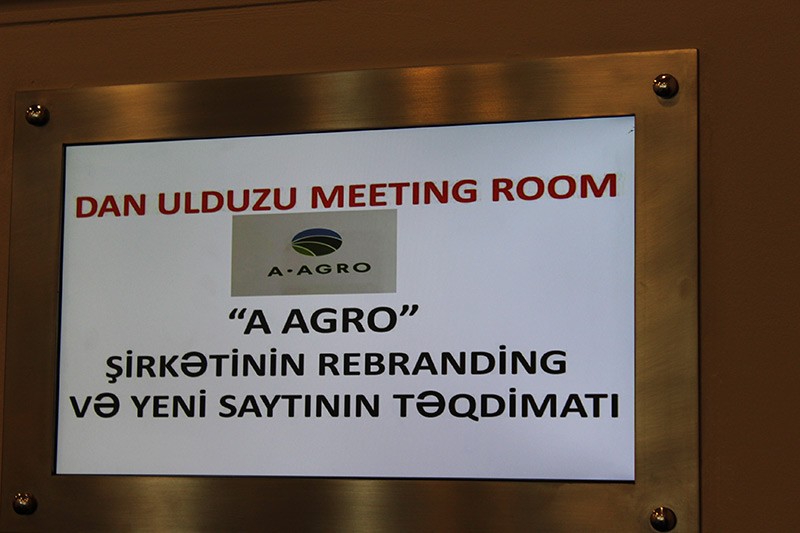 DAN ULDUZU MEETING ROOM
A-AGRO
“A AGRO”
ŞİRKƏTİNİN REBRANDİNG
VƏ YENİ SAYTININ TƏQDİMATI